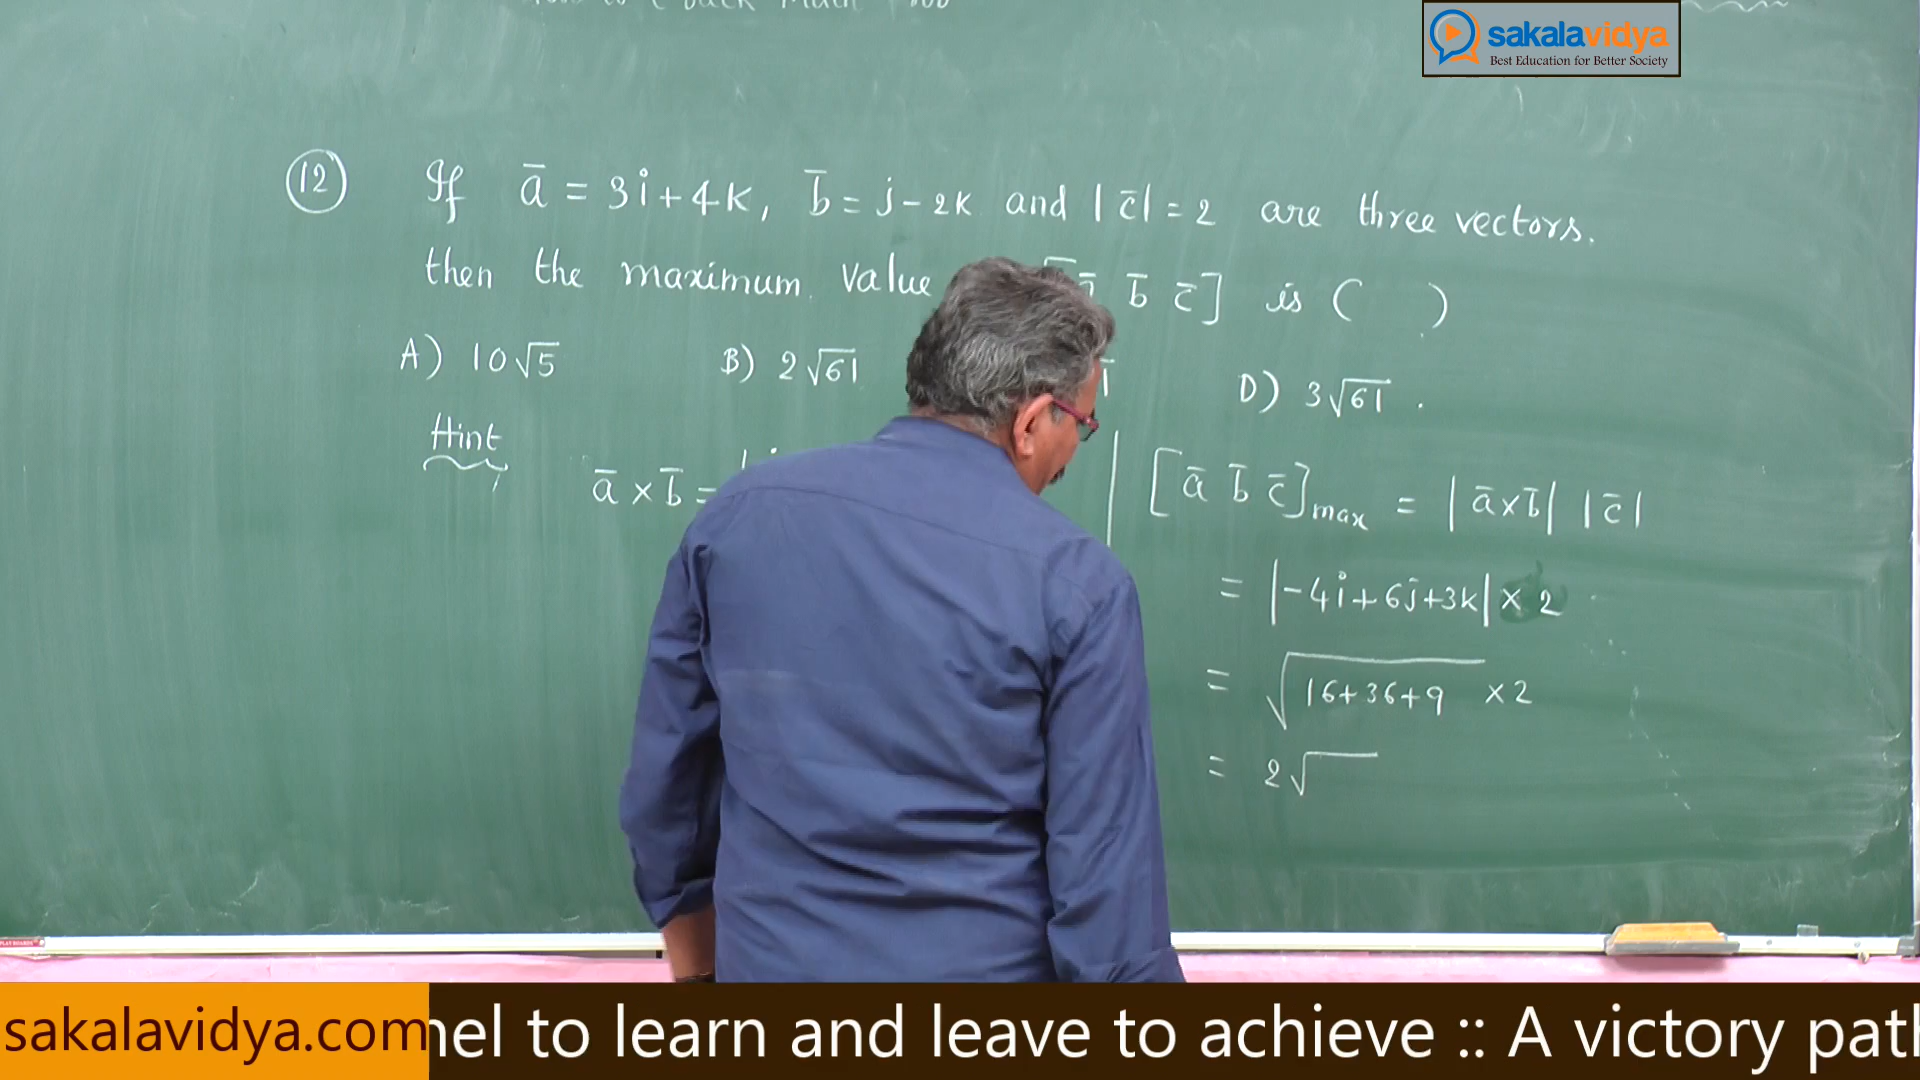 sakalavidya
Best Education for Better Society
(12) If a̅ = 3i + 4k, b̅ = j - 2k and |c̅| = 2 are three vectors.
then the maximum value b̅ c̅] is ( )
A) 10√5 B) 2√61 D) 3√61 .
Hint
a̅ × b̅ =
[a̅ b̅ c̅]max = |a̅×b̅| |c̅|
= |-4i+6j+3k| × 2
= √16+36+9 × 2
= 2√
PLAY BOARDS
sakalavidya.com
to learn and leave to achieve :: A victory